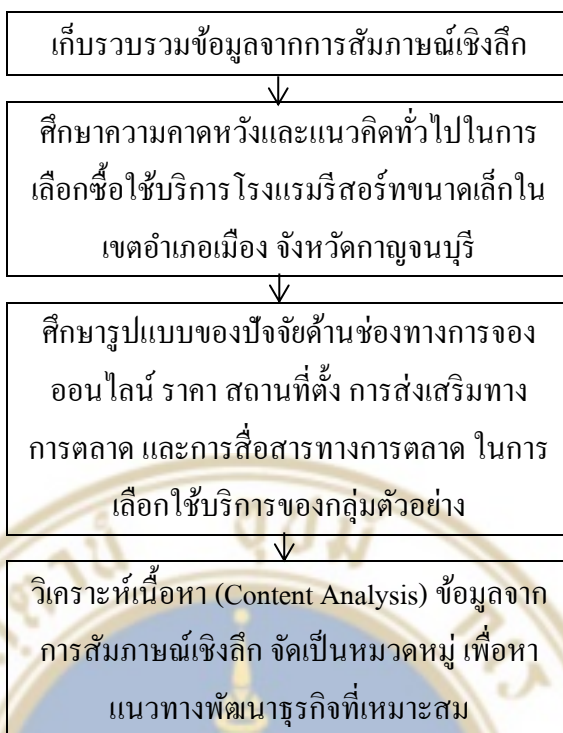 เก็บรวบรวมข้อมูลจากการสัมภาษณ์เชิงลึก
ศึกษาความคาดหวังและแนวคิดทั่วไปในการ
เลือกซื้อใช้บริการโรงแรมรีสอร์ทขนาดเล็กใน
เขตอำเภอเมือง จังหวัดกาญจนบุรี
ศึกษารูปแบบของปัจจัยด้านช่องทางการจอง
ออนไลน์ ราคา สถานที่ตั้ง การส่งเสริมทาง
การตลาด และการสื่อสารทางการตลาด ในการ
เลือกใช้บริการของกลุ่มตัวอย่าง
วิเคราะห์เนื้อหา (Content Analysis) ข้อมูลจาก
การสัมภาษณ์เชิงลึก จัดเป็นหมวดหมู่ เพื่อหา
แนวทางพัฒนาธุรกิจที่เหมาะสม